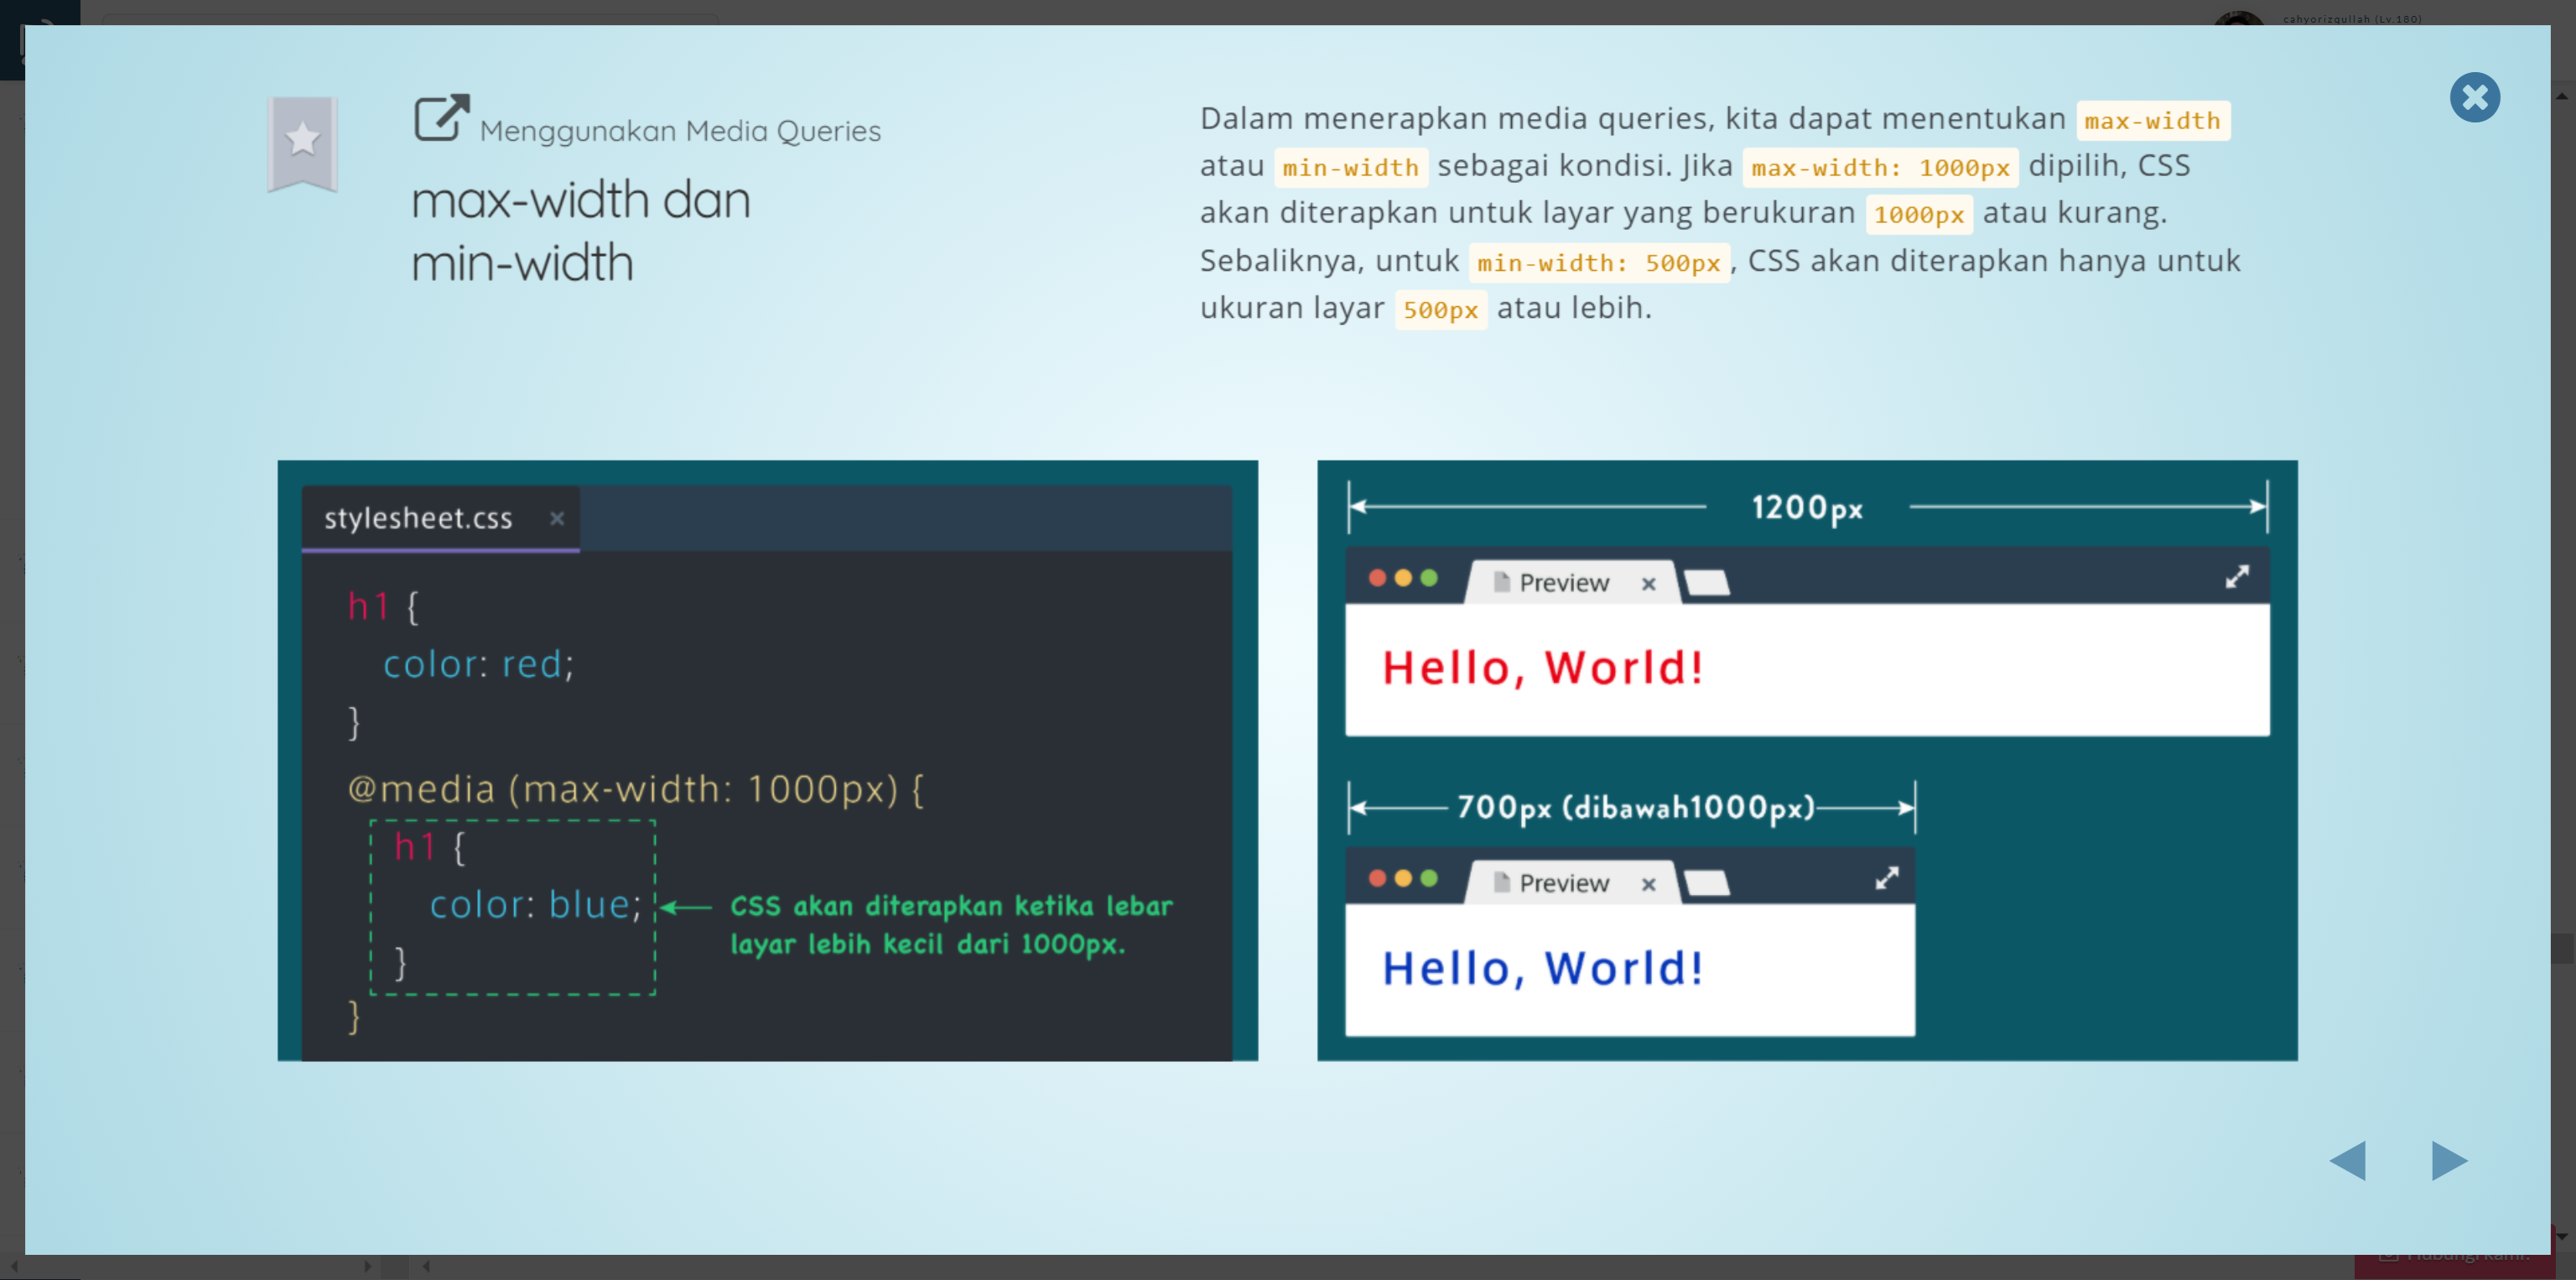 cahyorizqullah (Lv.180)
Menggunakan Media Queries
max-width dan
min-width
Dalam menerapkan media queries, kita dapat menentukan max-width
atau min-width sebagai kondisi. Jika max-width: 1000px dipilih, CSS
akan diterapkan untuk layar yang berukuran 1000px atau kurang.
Sebaliknya, untuk min-width: 500px, CSS akan diterapkan hanya untuk
ukuran layar 500px atau lebih.
stylesheet.css ×
h1 {
color: red;
}
@media (max-width: 1000px) {
h1 {
color: blue;
}
}
CSS akan diterapkan ketika lebar
layar lebih kecil dari 1000px.
1200px
Preview ×
Hello, World!
700px (dibawah1000px)
Preview ×
Hello, World!
Hubungi kami!